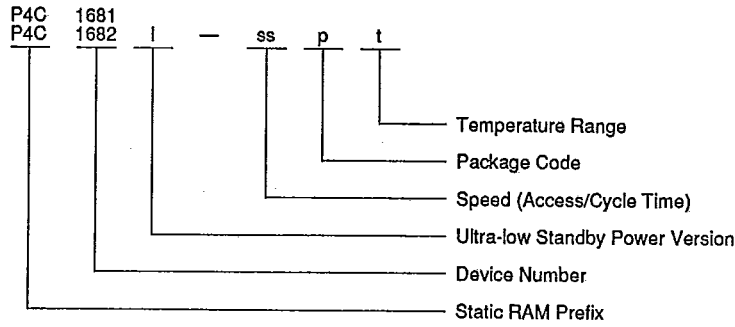 P4C 1681
P4C 1682 l — ss p t
Temperature Range
Package Code
Speed (Access/Cycle Time)
Ultra-low Standby Power Version
Device Number
Static RAM Prefix